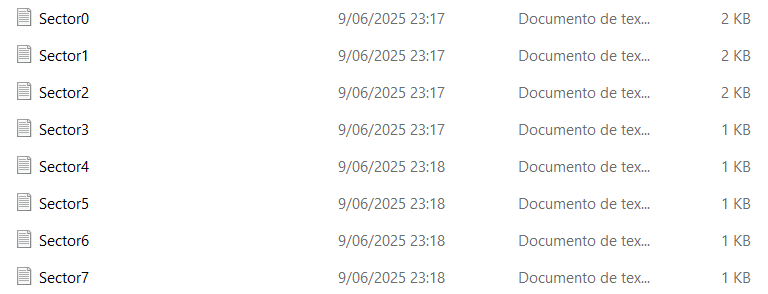 Sector0 9/06/2025 23:17 Documento de tex... 2 KB
Sector1 9/06/2025 23:17 Documento de tex... 2 KB
Sector2 9/06/2025 23:17 Documento de tex... 2 KB
Sector3 9/06/2025 23:17 Documento de tex... 1 KB
Sector4 9/06/2025 23:18 Documento de tex... 1 KB
Sector5 9/06/2025 23:18 Documento de tex... 1 KB
Sector6 9/06/2025 23:18 Documento de tex... 1 KB
Sector7 9/06/2025 23:18 Documento de tex... 1 KB